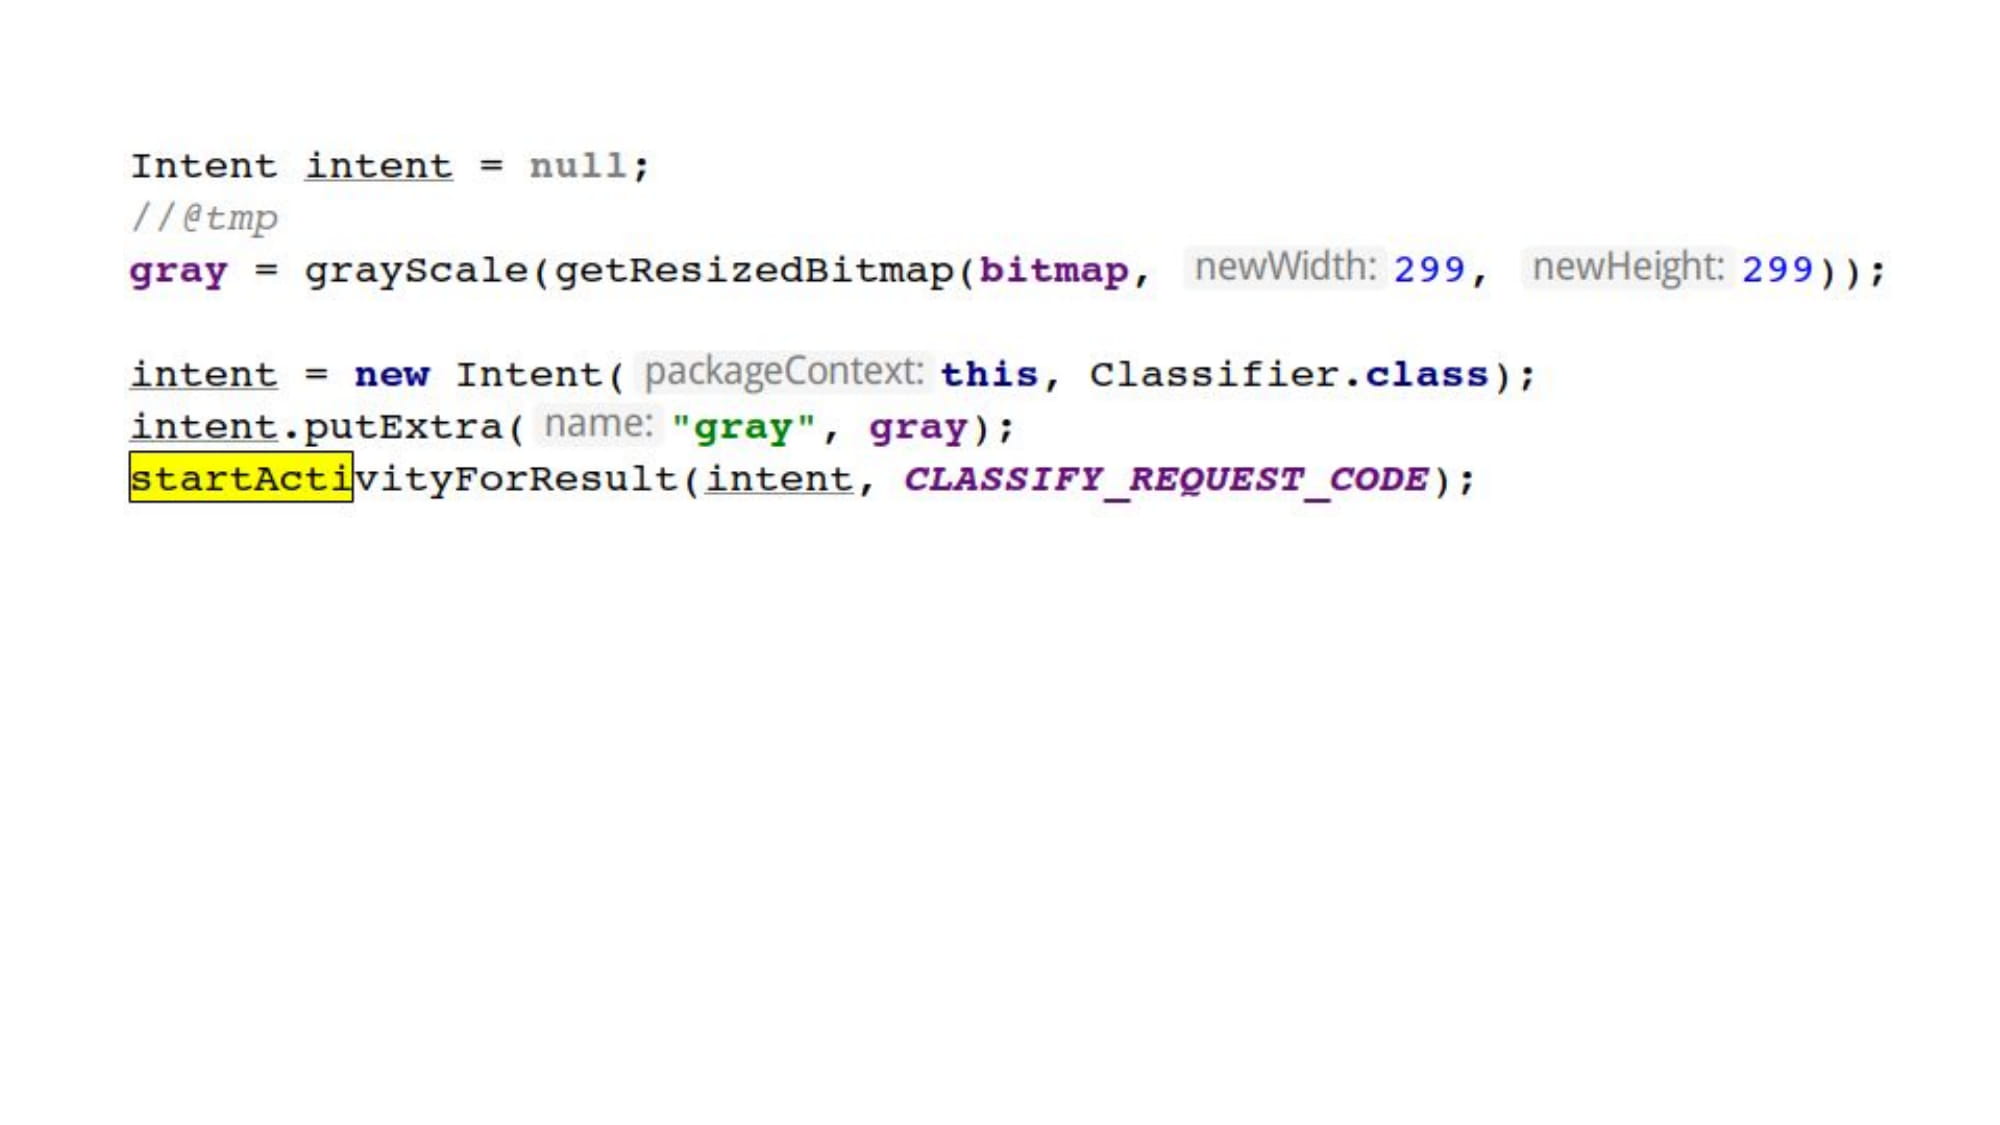 Intent intent = null;
//@tmp
gray = grayScale(getResizedBitmap(bitmap, newWidth: 299, newHeight: 299));
intent = new Intent( packageContext: this, Classifier.class);
intent.putExtra( name: "gray", gray);
startActivityForResult(intent, CLASSIFY_REQUEST_CODE);